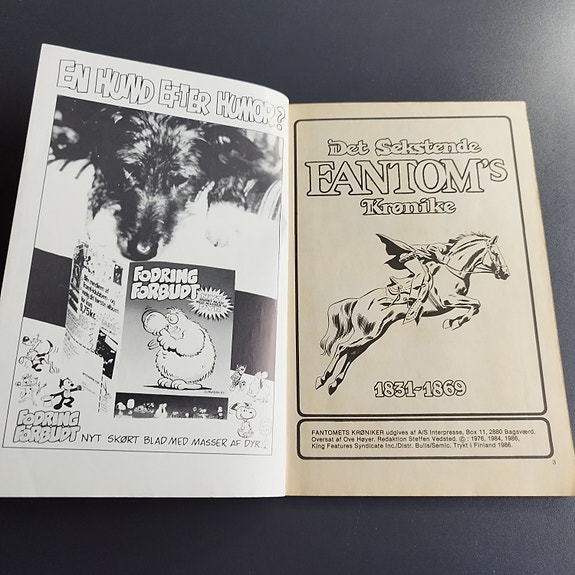 EN HUND EFTER HUMOR?
FODRING
FORBUDT
FODRING
FORBUDT NYT SKØRT BLAD MED MASSER AF DYR...
Det Sekstende
FANTOM's
Krønike
1831-1869
FANTOMETS KRØNIKER udgives af A/S Interpresse, Box 11, 2880 Bagsværd.
Oversat af Ove Høyer. Redaktion Steffen Vedsted. ©: 1976, 1984, 1986,
King Features Syndicate Inc./Distr. Bulls/Semic. Trykt i Finland 1986.
3